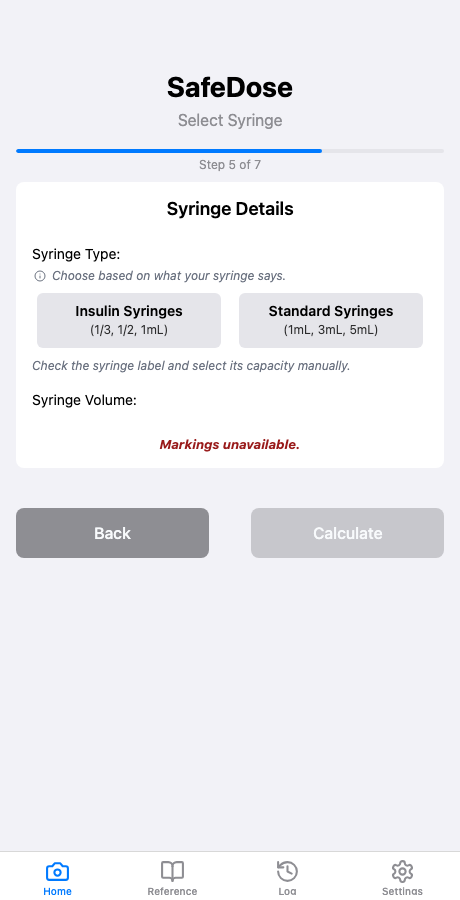 SafeDose
Select Syringe
Step 5 of 7
Syringe Details
Syringe Type:
Choose based on what your syringe says.
Insulin Syringes
(1/3, 1/2, 1mL)
Standard Syringes
(1mL, 3mL, 5mL)
Check the syringe label and select its capacity manually.
Syringe Volume:
Markings unavailable.
Back
Calculate
Home
Reference
Log
Settings